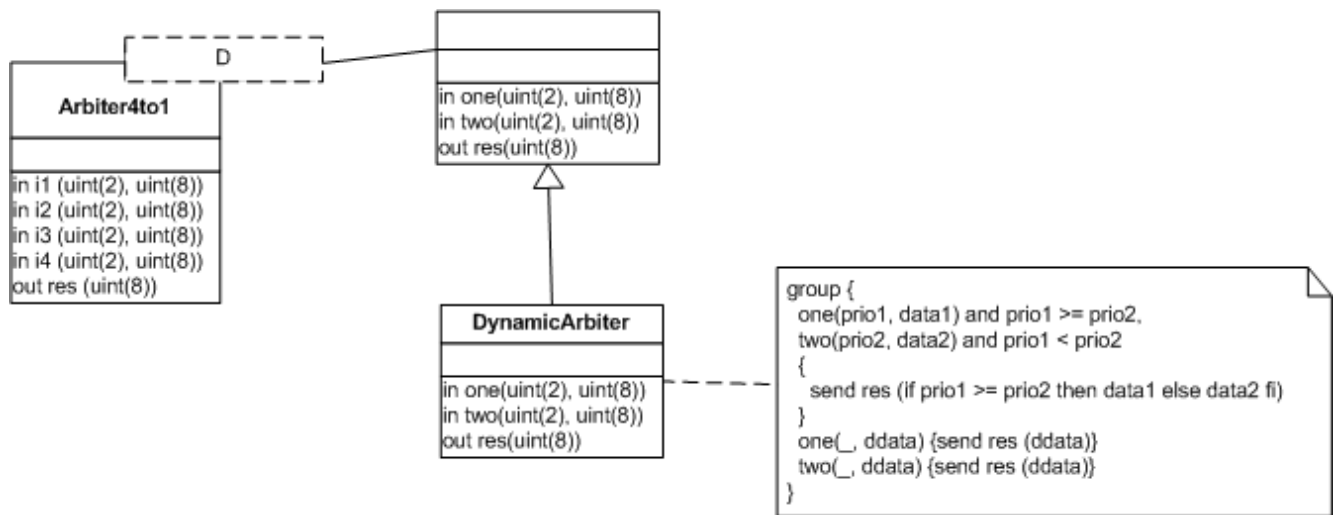 D
Arbiter4to1
in i1 (uint(2), uint(8))
in i2 (uint(2), uint(8))
in i3 (uint(2), uint(8))
in i4 (uint(2), uint(8))
out res (uint(8))
in one(uint(2), uint(8))
in two(uint(2), uint(8))
out res(uint(8))
DynamicArbiter
in one(uint(2), uint(8))
in two(uint(2), uint(8))
out res(uint(8))
group {
one(prio1, data1) and prio1 >= prio2,
two(prio2, data2) and prio1 < prio2
{
send res (if prio1 >= prio2 then data1 else data2 fi)
}
one(_, ddata) {send res (ddata)}
two(_, ddata) {send res (ddata)}
}